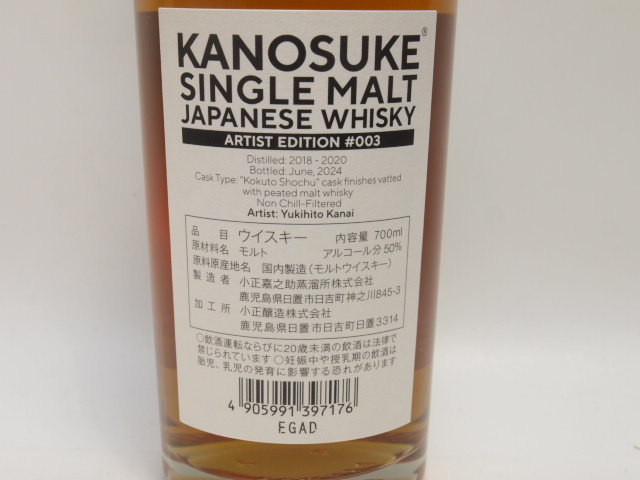 KANOSUKE®
SINGLE MALT
JAPANESE WHISKY
ARTIST EDITION #003
Distilled: 2018 - 2020
Bottled: June, 2024
Cask Type: "Kokuto Shochu" cask finishes vatted
with peated malt whisky
Non Chill-Filtered
Artist: Yukihito Kanai
品 目 ウイスキー 内容量 700ml
原材料名 モルト アルコール分 50%
原料原産地名 国内製造（モルトウイスキー）
製 造 者 小正嘉之助蒸溜所株式会社
鹿児島県日置市日吉町神之川845-3
加 工 所 小正醸造株式会社
鹿児島県日置市日吉町日置3314
○飲酒運転ならびに20歳未満の飲酒は法律で
禁じられています ○妊娠中や授乳期の飲酒は
胎児、乳児の発育に影響する恐れがあります
4 905991 397176
EGAD